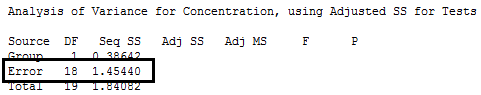 Analysis of Variance for Concentration, using Adjusted SS for Tests
Source DF Seq SS Adj SS Adj MS F P
Group 1 0.38642
Error 18 1.45440
Total 19 1.84082